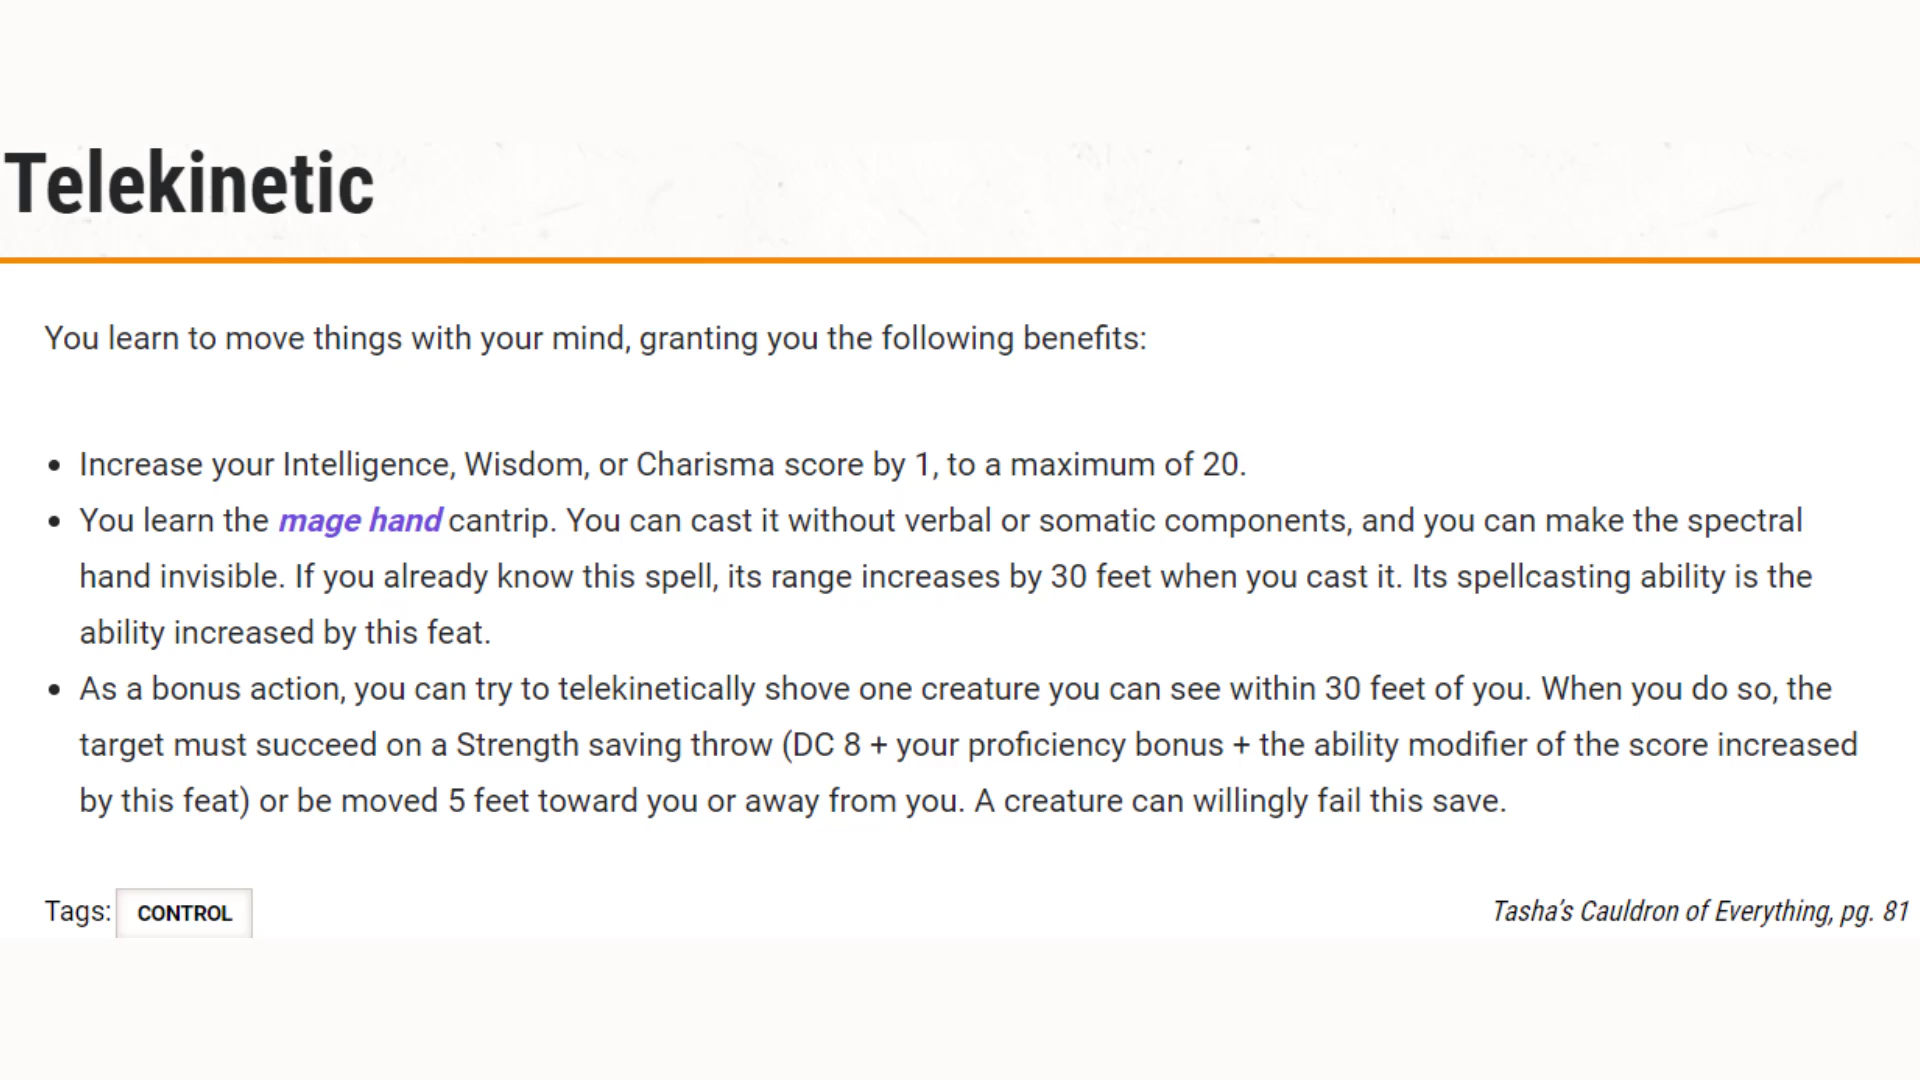 Telekinetic
You learn to move things with your mind, granting you the following benefits:
• Increase your Intelligence, Wisdom, or Charisma score by 1, to a maximum of 20.
• You learn the mage hand cantrip. You can cast it without verbal or somatic components, and you can make the spectral
hand invisible. If you already know this spell, its range increases by 30 feet when you cast it. Its spellcasting ability is the
ability increased by this feat.
• As a bonus action, you can try to telekinetically shove one creature you can see within 30 feet of you. When you do so, the
target must succeed on a Strength saving throw (DC 8 + your proficiency bonus + the ability modifier of the score increased
by this feat) or be moved 5 feet toward you or away from you. A creature can willingly fail this save.
Tags: CONTROL
Tasha's Cauldron of Everything, pg. 81